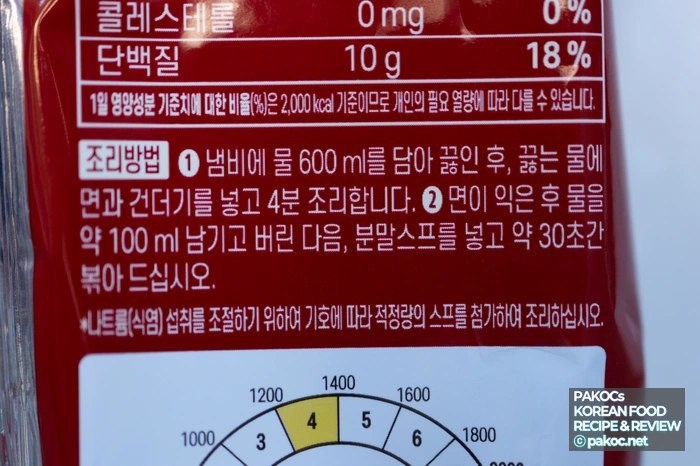 콜레스테롤 0 mg 0 %
단백질 10 g 18 %
1일 영양성분 기준치에 대한 비율(%)은 2,000 kcal 기준이므로 개인의 필요 열량에 따라 다를 수 있습니다.
조리방법 ❶ 냄비에 물 600 ml를 담아 끓인 후, 끓는 물에
면과 건더기를 넣고 4분 조리합니다. ❷ 면이 익은 후 물을
약 100 ml 남기고 버린 다음, 분말스프를 넣고 약 30초간
볶아 드십시오.
*나트륨(식염) 섭취를 조절하기 위하여 기호에 따라 적정량의 스프를 첨가하여 조리하십시오.
1000 1200 1400 1600 1800
3 4 5 6
PAKOCs
KOREAN FOOD
RECIPE & REVIEW
ⓒ pakoc.net